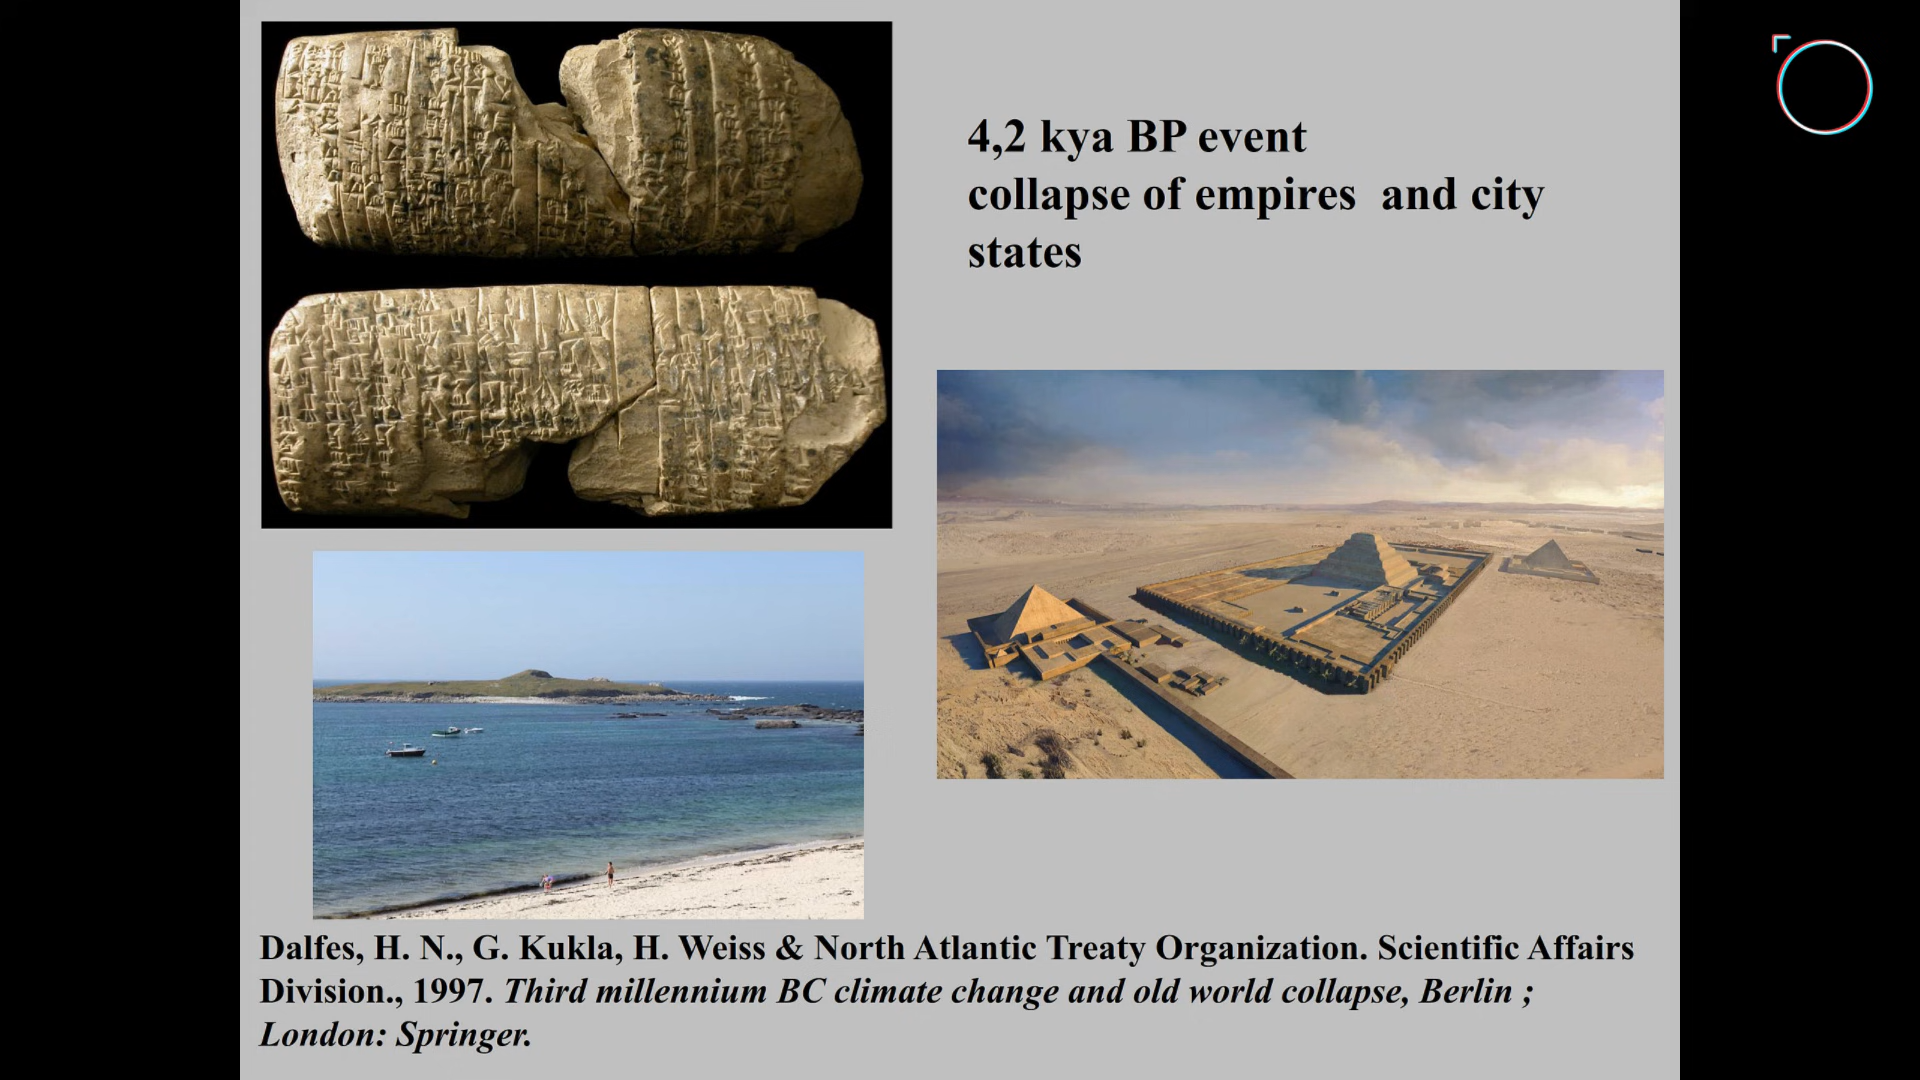 4,2 kya BP event
collapse of empires and city
states
Dalfes, H. N., G. Kukla, H. Weiss & North Atlantic Treaty Organization. Scientific Affairs
Division., 1997. Third millennium BC climate change and old world collapse, Berlin ;
London: Springer.